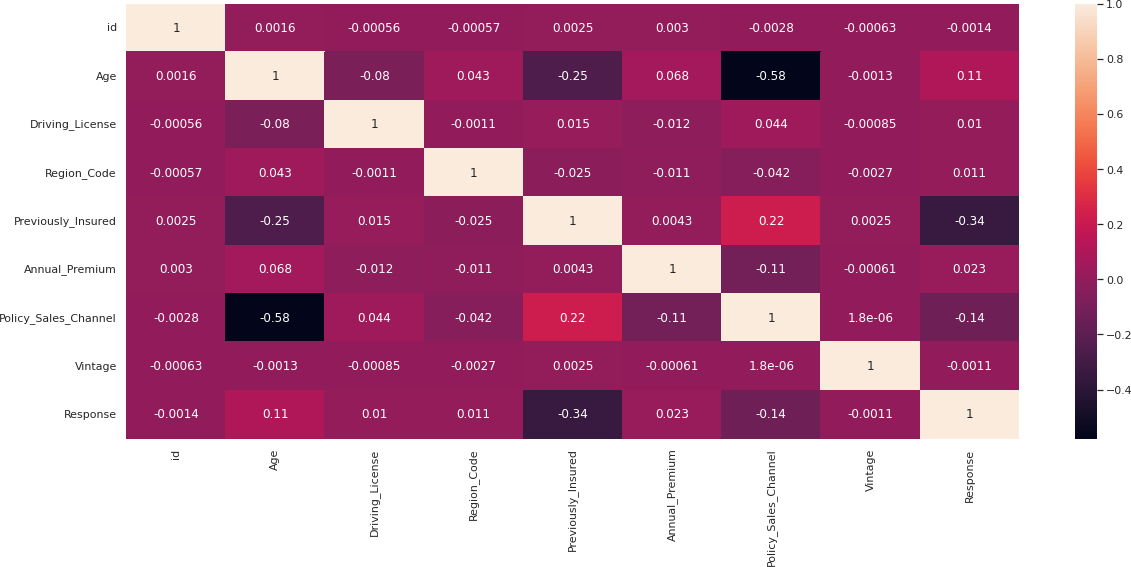 id 1 0.0016 -0.00056 -0.00057 0.0025 0.003 -0.0028 -0.00063 -0.0014
Age 0.0016 1 -0.08 0.043 -0.25 0.068 -0.58 -0.0013 0.11
Driving_License -0.00056 -0.08 1 -0.0011 0.015 -0.012 0.044 -0.00085 0.01
Region_Code -0.00057 0.043 -0.0011 1 -0.025 -0.011 -0.042 -0.0027 0.011
Previously_Insured 0.0025 -0.25 0.015 -0.025 1 0.0043 0.22 0.0025 -0.34
Annual_Premium 0.003 0.068 -0.012 -0.011 0.0043 1 -0.11 -0.00061 0.023
Policy_Sales_Channel -0.0028 -0.58 0.044 -0.042 0.22 -0.11 1 1.8e-06 -0.14
Vintage -0.00063 -0.0013 -0.00085 -0.0027 0.0025 -0.00061 1.8e-06 1 -0.0011
Response -0.0014 0.11 0.01 0.011 -0.34 0.023 -0.14 -0.0011 1
id
Age
Driving_License
Region_Code
Previously_Insured
Annual_Premium
Policy_Sales_Channel
Vintage
Response
1.0
0.8
0.6
0.4
0.2
0.0
−0.2
−0.4